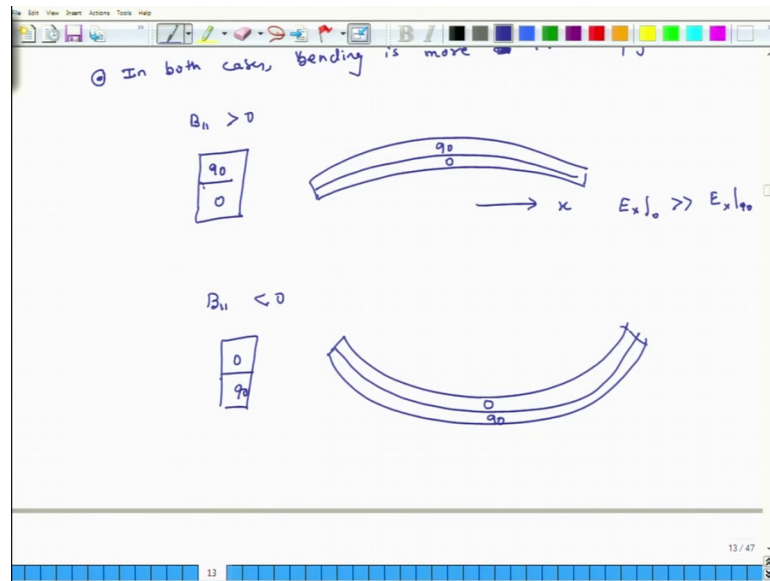 File Edit View Insert Actions Tools Help
B I
⊙ In both cases, bending is more
B₁₁ > 0
90
0
90
0
x Eₓ|₀ >> Eₓ|₉₀
B₁₁ < 0
0
90
0
90
13 / 47
13